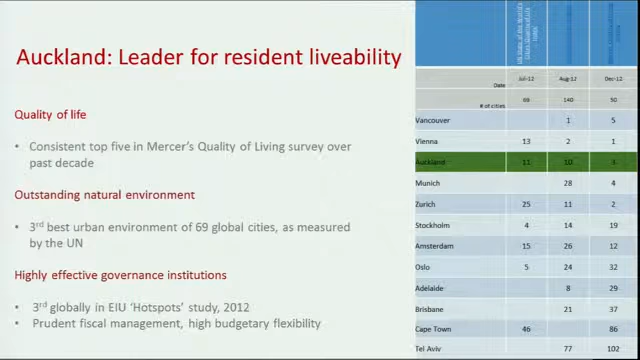 Auckland: Leader for resident liveability
Quality of life
• Consistent top five in Mercer's Quality of Living survey over
past decade
Outstanding natural environment
• 3rd best urban environment of 69 global cities, as measured
by the UN
Highly effective governance institutions
• 3rd globally in EIU 'Hotspots' study, 2012
• Prudent fiscal management, high budgetary flexibility
Date Jul-12 Aug-12 Dec-12
# of cities 69 140 50
Vancouver 1 5
Vienna 13 2 1
Auckland 11 10 3
Munich 28 4
Zurich 25 11 2
Stockholm 4 14 19
Amsterdam 15 26 12
Oslo 5 24 32
Adelaide 8 29
Brisbane 21 37
Cape Town 46 86
Tel Aviv 77 102